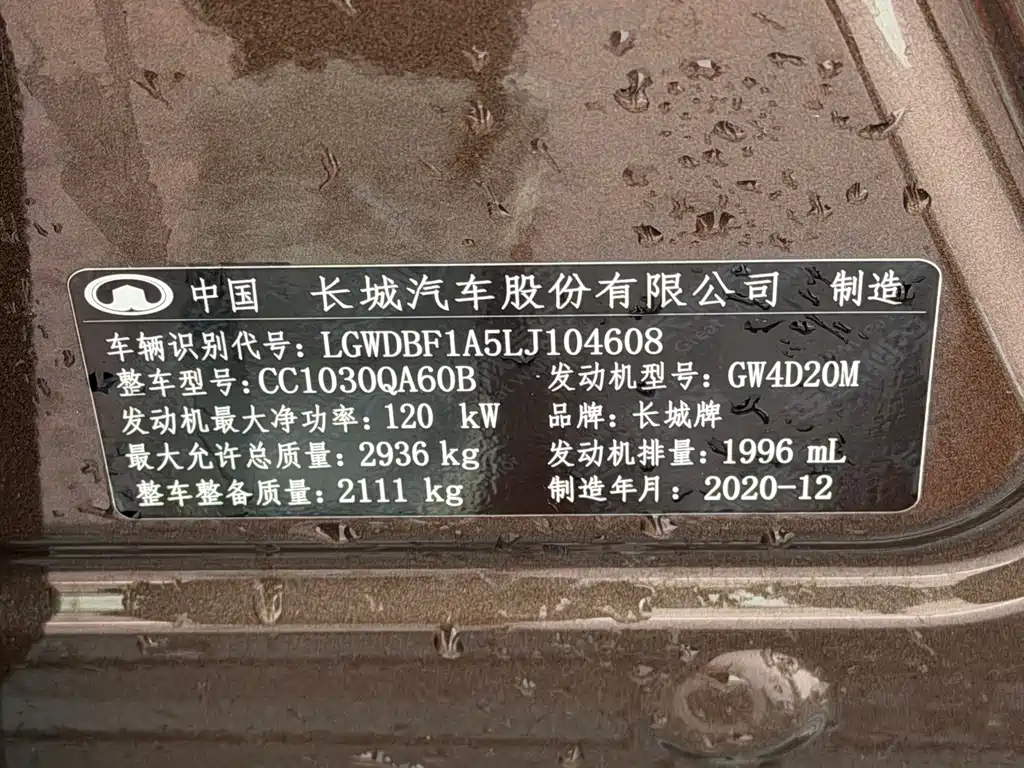 中国 长城汽车股份有限公司 制造
车辆识别代号：LGWDBF1A5LJ104608
整车型号：CC1030QA60B 发动机型号：GW4D20M
发动机最大净功率：120 kW 品牌：长城牌
最大允许总质量：2936 kg 发动机排量：1996 mL
整车整备质量：2111 kg 制造年月：2020-12